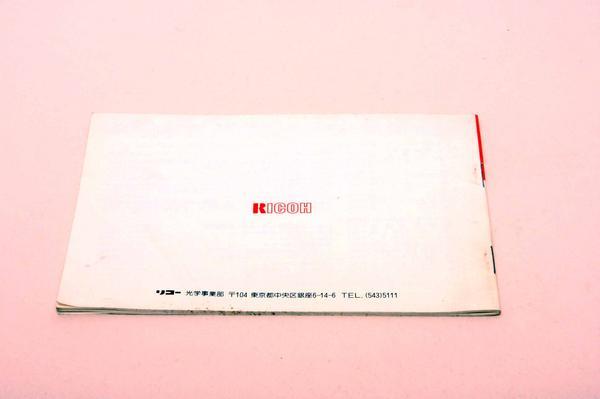 RICOH
リコー 光学事業部 〒104 東京都中央区銀座6-14-6 TEL. (543)5111